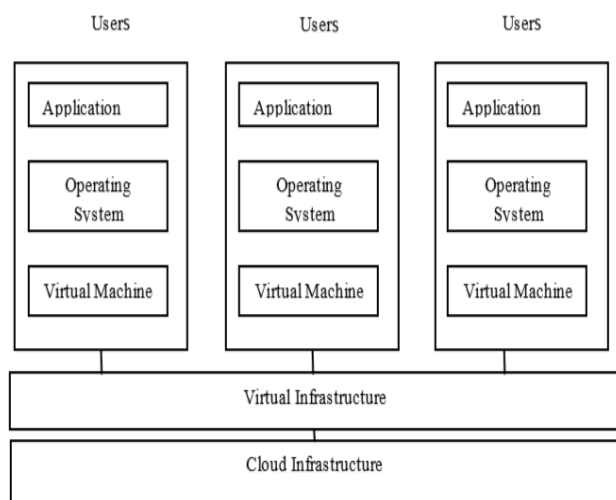 Users
Users
Users
Application
Application
Application
Operating
System
Operating
System
Operating
System
Virtual Machine
Virtual Machine
Virtual Machine
Virtual Infrastructure
Cloud Infrastructure